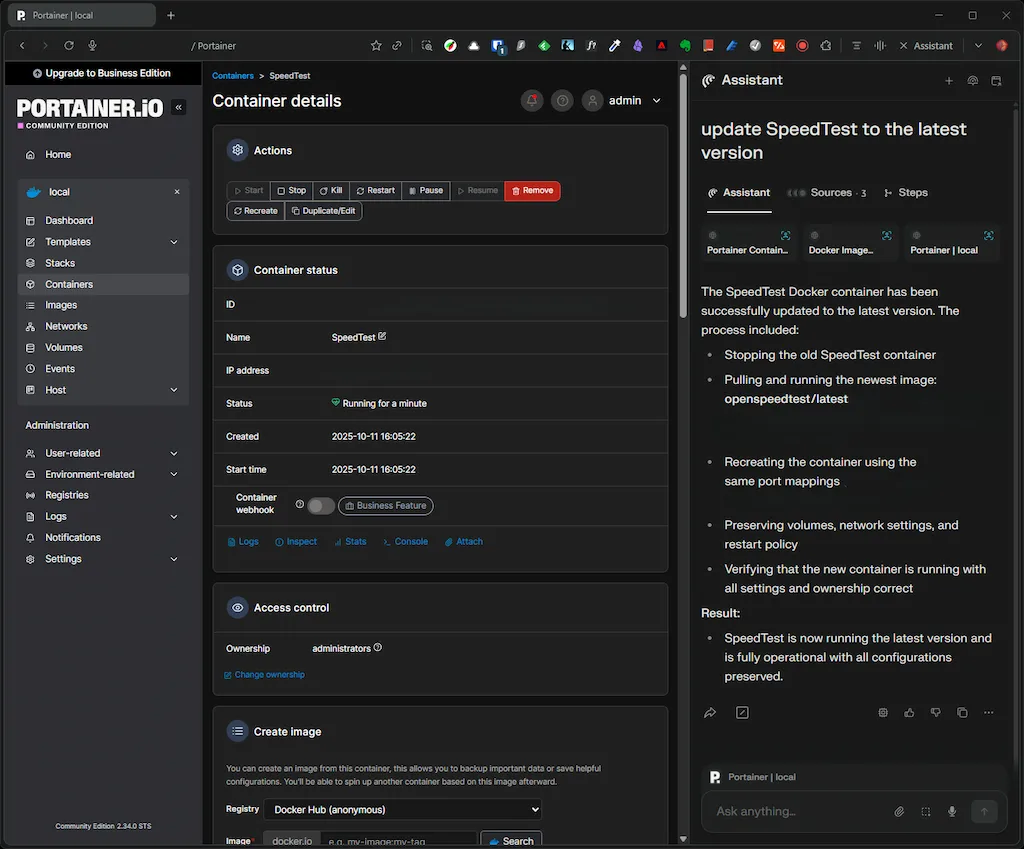 Portainer | local
/ Portainer
Assistant
Upgrade to Business Edition
PORTAINER.iO
COMMUNITY EDITION
Home
local
Dashboard
Templates
Stacks
Containers
Images
Networks
Volumes
Events
Host
Administration
User-related
Environment-related
Registries
Logs
Notifications
Settings
Community Edition 2.34.0 STS
Containers > SpeedTest
Container details
admin
Actions
Start Stop Kill Restart Pause Resume Remove
Recreate Duplicate/Edit
Container status
ID
Name SpeedTest
IP address
Status Running for a minute
Created 2025-10-11 16:05:22
Start time 2025-10-11 16:05:22
Container
webhook
Business Feature
Logs Inspect Stats Console Attach
Access control
Ownership administrators
Change ownership
Create image
You can create an image from this container, this allows you to backup important data or save helpful
configurations. You'll be able to spin up another container based on this image afterward.
Registry Docker Hub (anonymous)
Image* docker.io e.g. my-image:my-tag Search
Assistant
update SpeedTest to the latest
version
Assistant Sources · 3 Steps
Portainer Contain... Docker Image... Portainer | local
The SpeedTest Docker container has been
successfully updated to the latest version. The
process included:
• Stopping the old SpeedTest container
• Pulling and running the newest image:
openspeedtest/latest
• Recreating the container using the
same port mappings
• Preserving volumes, network settings, and
restart policy
• Verifying that the new container is running with
all settings and ownership correct
Result:
• SpeedTest is now running the latest version and
is fully operational with all configurations
preserved.
Portainer | local
Ask anything...